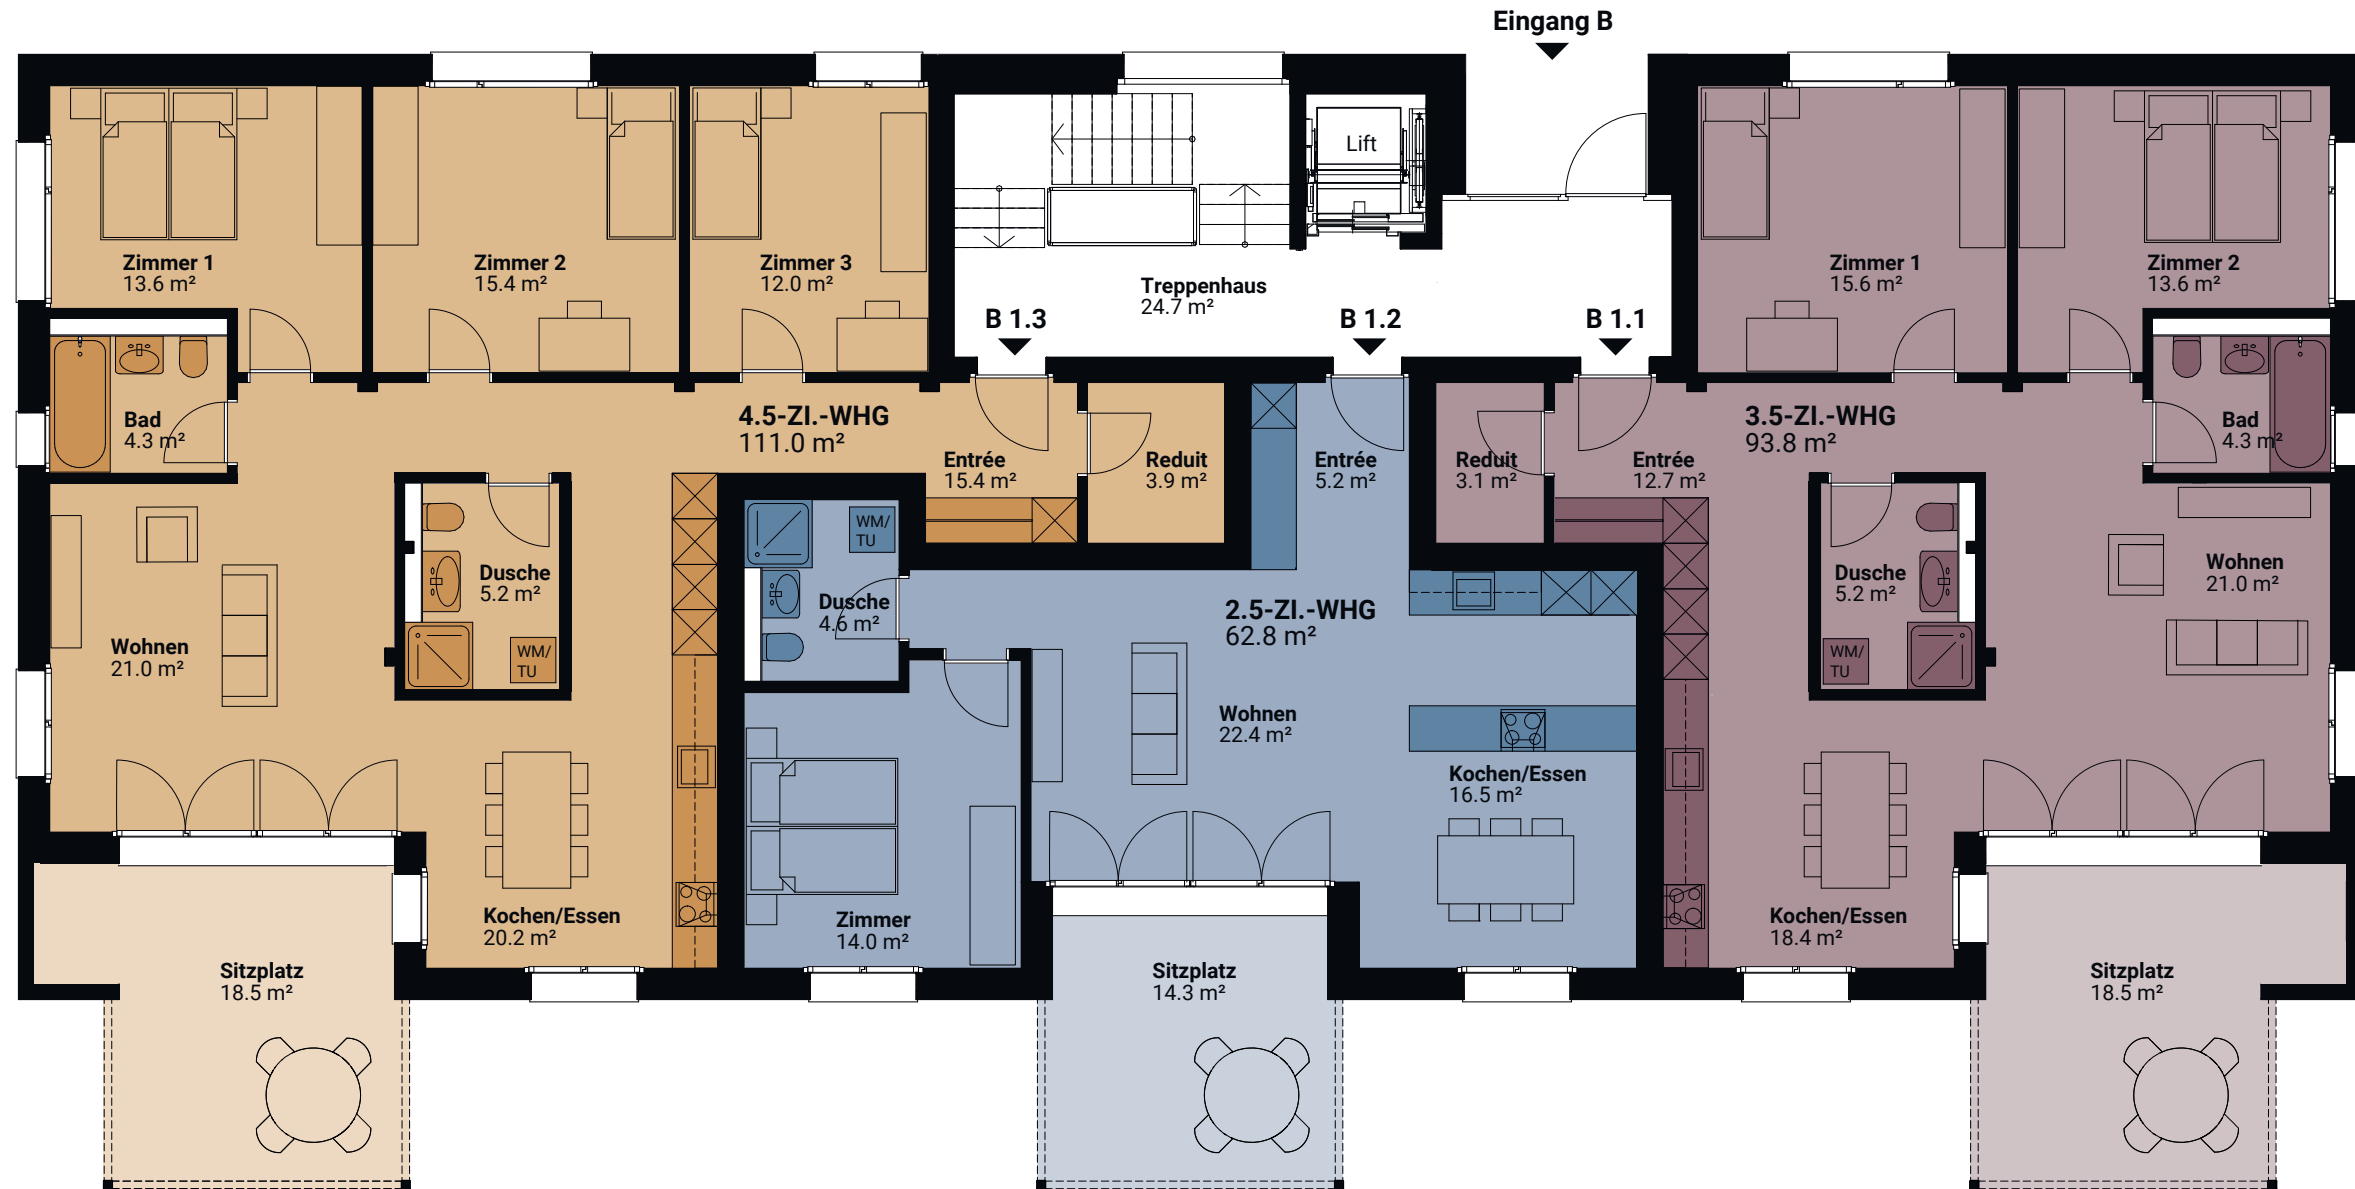 Eingang B
Lift
Zimmer 1
13.6 m²
Zimmer 2
15.4 m²
Zimmer 3
12.0 m²
Treppenhaus
24.7 m²
Zimmer 1
15.6 m²
Zimmer 2
13.6 m²
B 1.3
B 1.2
B 1.1
Bad
4.3 m²
4.5-ZI.-WHG
111.0 m²
Entrée
15.4 m²
Reduit
3.9 m²
Entrée
5.2 m²
Reduit
3.1 m²
Entrée
12.7 m²
3.5-ZI.-WHG
93.8 m²
Bad
4.3 m²
WM/
TU
Dusche
5.2 m²
Dusche
4.6 m²
2.5-ZI.-WHG
62.8 m²
Dusche
5.2 m²
Wohnen
21.0 m²
Wohnen
21.0 m²
WM/
TU
WM/
TU
Wohnen
22.4 m²
Kochen/Essen
16.5 m²
Kochen/Essen
20.2 m²
Zimmer
14.0 m²
Kochen/Essen
18.4 m²
Sitzplatz
18.5 m²
Sitzplatz
14.3 m²
Sitzplatz
18.5 m²